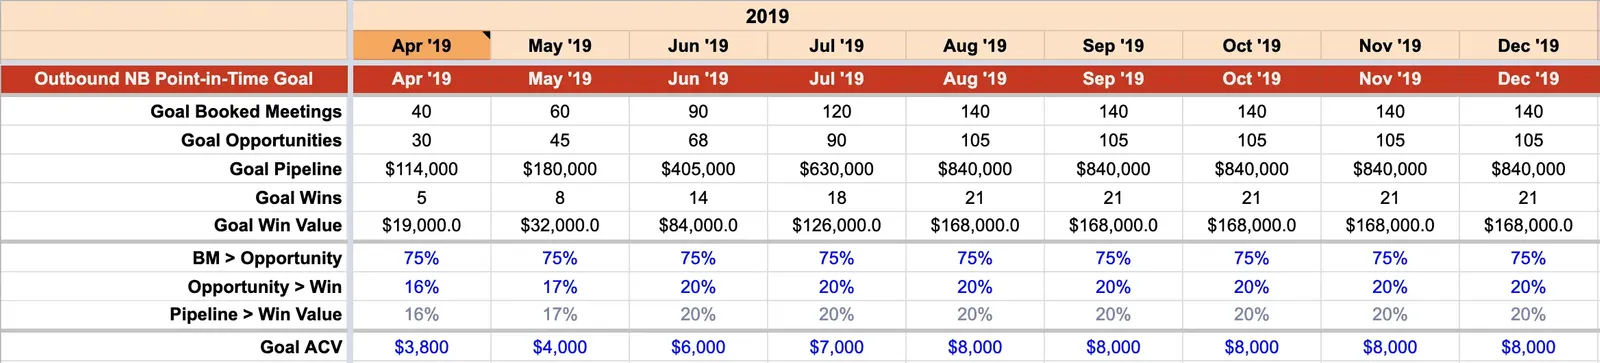 2019
Apr '19 May '19 Jun '19 Jul '19 Aug '19 Sep '19 Oct '19 Nov '19 Dec '19
Outbound NB Point-in-Time Goal Apr '19 May '19 Jun '19 Jul '19 Aug '19 Sep '19 Oct '19 Nov '19 Dec '19
Goal Booked Meetings 40 60 90 120 140 140 140 140 140
Goal Opportunities 30 45 68 90 105 105 105 105 105
Goal Pipeline $114,000 $180,000 $405,000 $630,000 $840,000 $840,000 $840,000 $840,000 $840,000
Goal Wins 5 8 14 18 21 21 21 21 21
Goal Win Value $19,000.0 $32,000.0 $84,000.0 $126,000.0 $168,000.0 $168,000.0 $168,000.0 $168,000.0 $168,000.0
BM > Opportunity 75% 75% 75% 75% 75% 75% 75% 75% 75%
Opportunity > Win 16% 17% 20% 20% 20% 20% 20% 20% 20%
Pipeline > Win Value 16% 17% 20% 20% 20% 20% 20% 20% 20%
Goal ACV $3,800 $4,000 $6,000 $7,000 $8,000 $8,000 $8,000 $8,000 $8,000